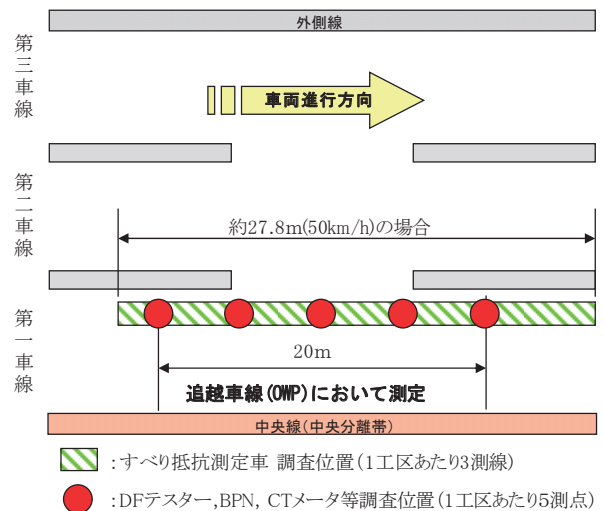 外側線
第三車線
車両進行方向
第二車線
約27.8m(50km/h)の場合
第一車線
20m
追越車線(OWP)において測定
中央線(中央分離帯)
:すべり抵抗測定車 調査位置(1工区あたり3測線)
:DFテスター,BPN, CTメータ等調査位置(1工区あたり5測点)